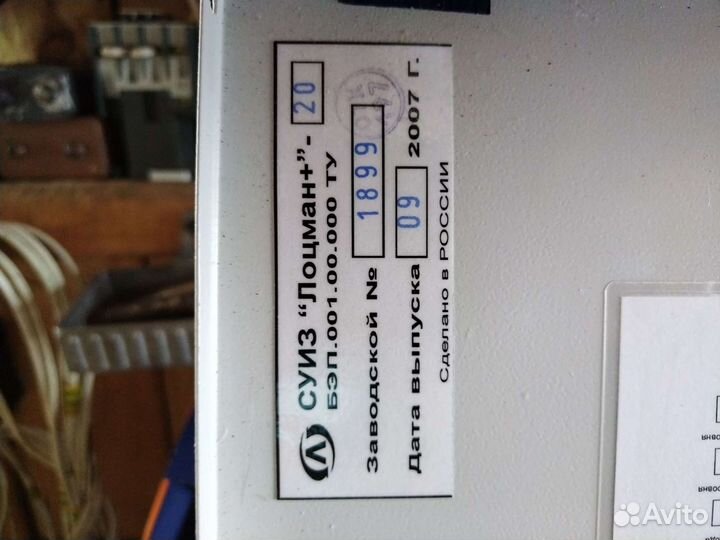 СУИЗ “Лоцман+”- 20
БЭП.001.00.000 ТУ
Заводской № 1899
Дата выпуска 09 2007 Г.
Сделано в РОССИИ
Avito